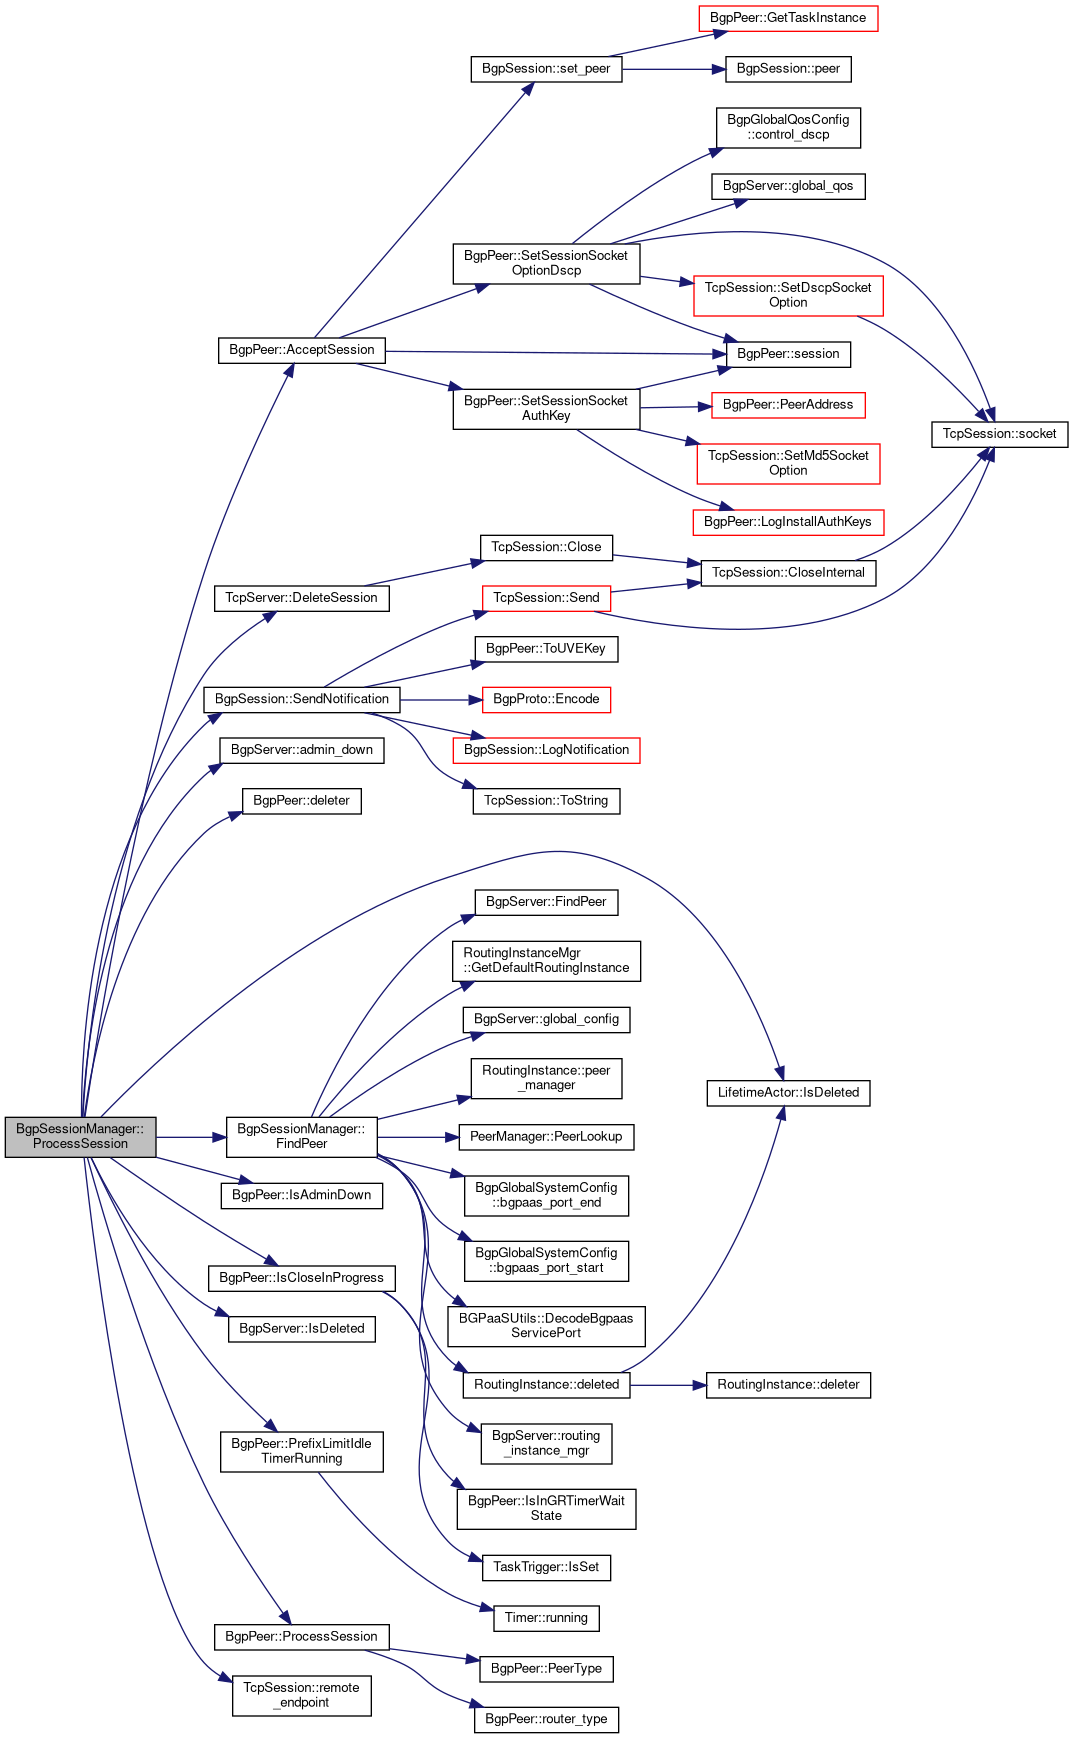 BgpPeer::GetTaskInstance
BgpSession::set_peer
BgpSession::peer
BgpGlobalQosConfig
::control_dscp
BgpServer::global_qos
BgpPeer::SetSessionSocket
OptionDscp
TcpSession::SetDscpSocket
Option
BgpPeer::AcceptSession
BgpPeer::session
BgpPeer::SetSessionSocket
AuthKey
BgpPeer::PeerAddress
TcpSession::socket
TcpSession::SetMd5Socket
Option
BgpPeer::LogInstallAuthKeys
TcpSession::Close
TcpSession::CloseInternal
TcpServer::DeleteSession
TcpSession::Send
BgpPeer::ToUVEKey
BgpSession::SendNotification
BgpProto::Encode
BgpServer::admin_down
BgpSession::LogNotification
BgpPeer::deleter
TcpSession::ToString
BgpServer::FindPeer
RoutingInstanceMgr
::GetDefaultRoutingInstance
BgpServer::global_config
RoutingInstance::peer
_manager
LifetimeActor::IsDeleted
BgpSessionManager::
ProcessSession
BgpSessionManager::
FindPeer
PeerManager::PeerLookup
BgpPeer::IsAdminDown
BgpGlobalSystemConfig
::bgpaas_port_end
BgpGlobalSystemConfig
::bgpaas_port_start
BgpPeer::IsCloseInProgress
BgpServer::IsDeleted
BGPaaSUtils::DecodeBgpaas
ServicePort
RoutingInstance::deleted
RoutingInstance::deleter
BgpPeer::PrefixLimitIdle
TimerRunning
BgpServer::routing
_instance_mgr
BgpPeer::IsInGRTimerWait
State
TaskTrigger::IsSet
Timer::running
BgpPeer::ProcessSession
BgpPeer::PeerType
TcpSession::remote
_endpoint
BgpPeer::router_type